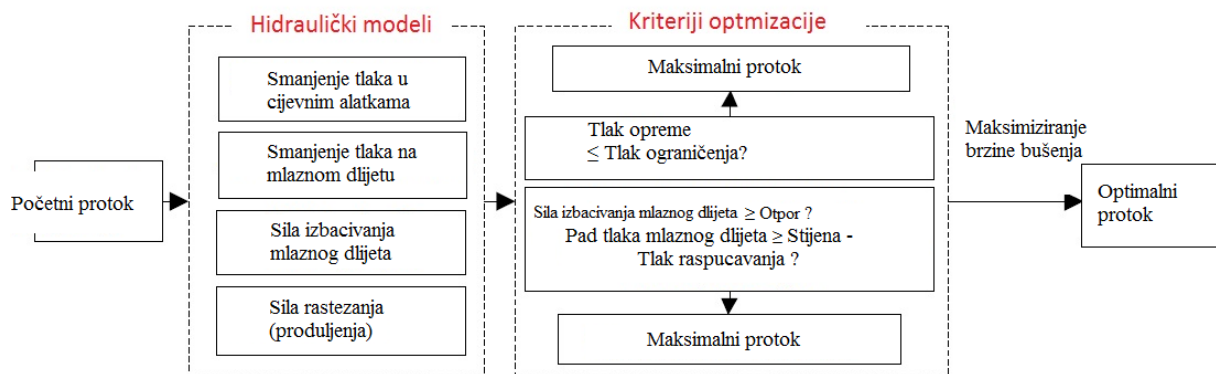 Hidraulički modeli
Kriteriji optmizacije
Početni protok
Smanjenje tlaka u
cijevnim alatkama
Smanjenje tlaka na
mlaznom dlijetu
Sila izbacivanja
mlaznog dlijeta
Sila rastezanja
(produljenja)
Maksimalni protok
Tlak opreme
≤ Tlak ograničenja?
Sila izbacivanja mlaznog dlijeta ≥ Otpor ?
Pad tlaka mlaznog dlijeta ≥ Stijena -
Tlak raspucavanja ?
Maksimalni protok
Maksimiziranje
brzine bušenja
Optimalni
protok